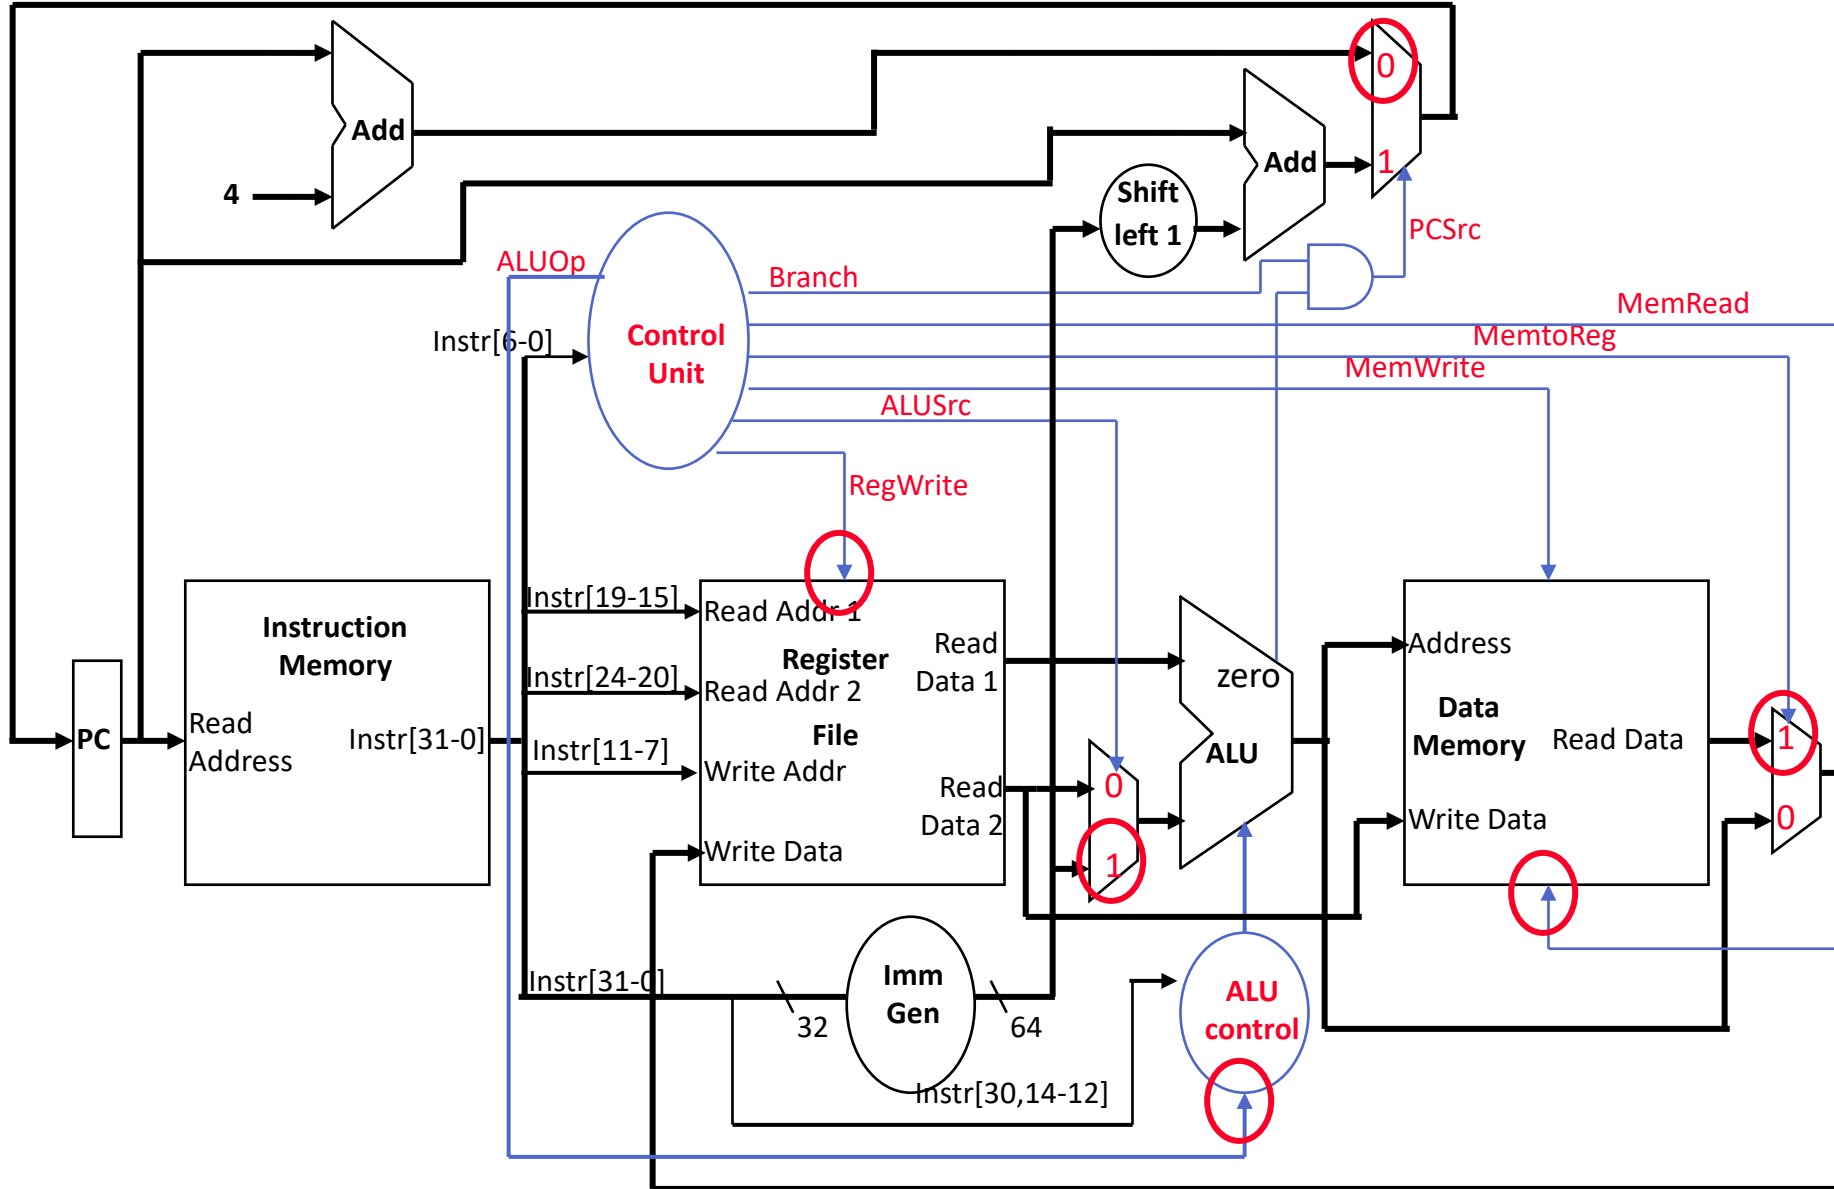 0
Add
1
Add
4
Shift
left 1
PCSrc
ALUOp
Branch
MemRead
Instr[6-0]
Control
Unit
MemtoReg
MemWrite
ALUSrc
RegWrite
Instr[19-15]
Read Addr 1
Instruction
Memory
Register
File
Read
Data 1
Address
zero
Instr[24-20]
Read Addr 2
PC
Read
Address
Instr[31-0]
Instr[11-7]
Write Addr
ALU
Data
Memory
Read Data
1
Read
Data 2
0
Write Data
0
Write Data
1
Instr[31-0]
32
Imm
Gen
64
ALU
control
Instr[30,14-12]